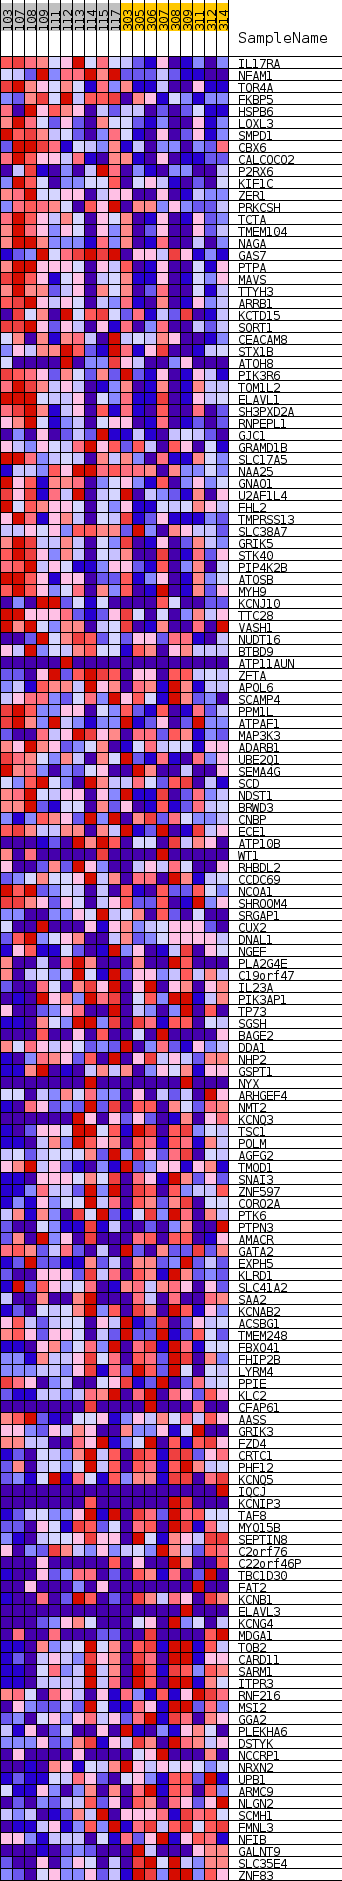 103 107 108 109 111 112 113 114 115 117 303 305 306 307 308 309 311 312 314
SampleName
IL17RA
NFAM1
TOR4A
FKBP5
HSPB6
LOXL3
SMPD1
CBX6
CALCOCO2
P2RX6
KIF1C
ZER1
PRKCSH
TCTA
TMEM104
NAGA
GAS7
PTPA
MAVS
TTYH3
ARRB1
KCTD15
SORT1
CEACAM8
STX1B
ATOH8
PIK3R6
TOM1L2
ELAVL1
SH3PXD2A
RNPEPL1
GJC1
GRAMD1B
SLC17A5
NAA25
GNAO1
U2AF1L4
FHL2
TMPRSS13
SLC38A7
GRIK5
STK40
PIP4K2B
ATOSB
MYH9
KCNJ10
TTC28
VASH1
NUDT16
BTBD9
ATP11AUN
ZFTA
APOL6
SCAMP4
PPM1L
ATPAF1
MAP3K3
ADARB1
UBE2O1
SEMA4G
SCD
NDST1
BRWD3
CNBP
ECE1
ATP10B
WT1
RHBDL2
CCDC69
NCOA1
SHROOM4
SRGAP1
CUX2
DNAL1
NGEF
PLA2G4E
C19orf47
IL23A
PIK3AP1
TP73
SGSH
BAGE2
DDA1
NHP2
GSPT1
NYX
ARHGEF4
NMT2
KCNQ3
TSC1
POLM
AGFG2
TMOD1
SNAI3
ZNF597
CORO2A
PTK6
PTPN3
AMACR
GATA2
EXPH5
KLRD1
SLC41A2
SAA2
KCNAB2
ACSBG1
TMEM248
FBXO41
FHIP2B
LYRM4
PPIE
KLC2
CFAP61
AASS
GRIK3
FZD4
CRTC1
PHF12
KCNQ5
IQCJ
KCNIP3
TAF8
MYO15B
SEPTIN8
C2orf76
C22orf46P
TBC1D30
FAT2
KCNB1
ELAVL3
KCNG4
MDGA1
TOB2
CARD11
SARM1
ITPR3
RNF216
MSI2
GGA2
PLEKHA6
DSTYK
NCCRP1
NRXN2
UPB1
ARMC9
NLGN2
SCMH1
FMNL3
NFIB
GALNT9
SLC35E4
ZNF83